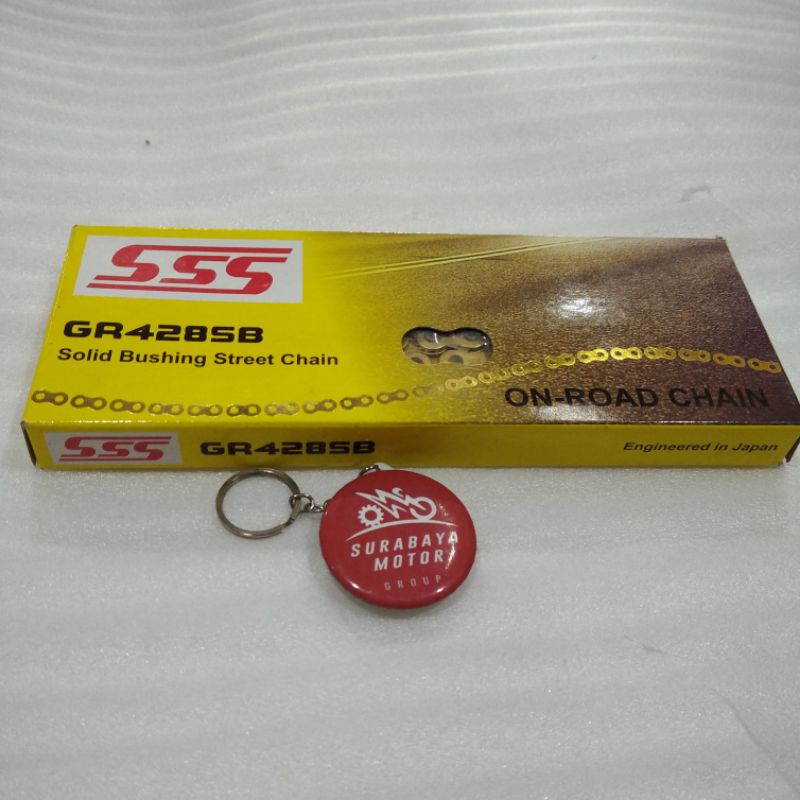 SSS
GR428SB
Solid Bushing Street Chain
ON-ROAD CHAIN
SSS
GR428SB
Engineered in Japan
SURABAYA
MOTOR
GROUP